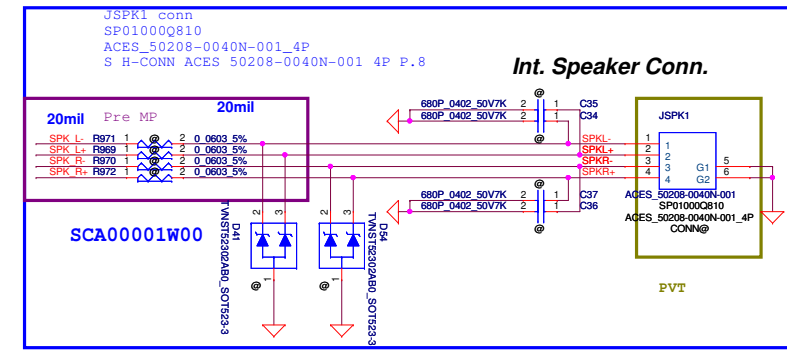 JSPK1 conn
SP01000Q810
ACES_50208-0040N-001_4P
S H-CONN ACES 50208-0040N-001 4P P.8
Int. Speaker Conn.
20mil
Pre MP
20mil
SPK_L- R971 1 @ 2 0_0603_5%
SPK_L+ R969 1 @ 2 0_0603_5%
SPK_R- R970 1 @ 2 0_0603_5%
SPK_R+ R972 1 @ 2 0_0603_5%
@
680P_0402_50V7K 2 1 C35
680P_0402_50V7K 2 1 C34
@
SPKL- 1
SPKL+ 2
SPKR- 3
SPKR+ 4
@
680P_0402_50V7K 2 1 C37
680P_0402_50V7K 2 1 C36
@
JSPK1
1
2
3
4
G1 5
G2 6
ACES_50208-0040N-001
SP01000Q810
ACES_50208-0040N-001_4P
CONN@
PVT
SCA00001W00
2 3
@ 1
D41
TVNST52302AB0_SOT523-3
2 3
@ 1
D54
TVNST52302AB0_SOT523-3